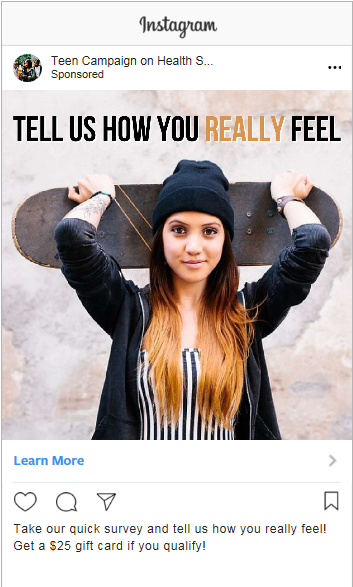 Instagram
Teen Campaign on Health S...
Sponsored
TELL US HOW YOU REALLY FEEL
Learn More
Take our quick survey and tell us how you really feel!
Get a $25 gift card if you qualify!